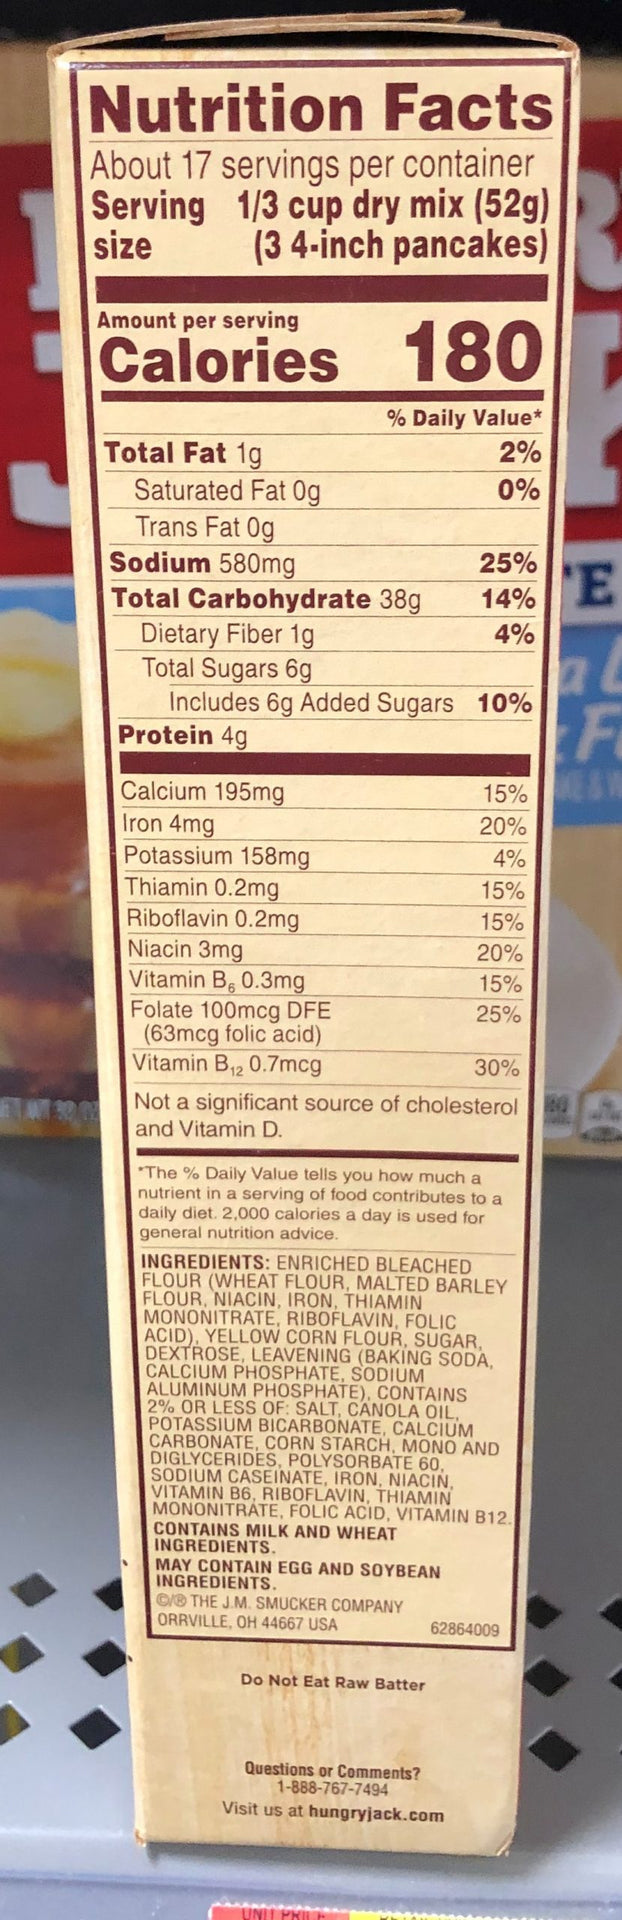 Nutrition Facts
About 17 servings per container
Serving size 1/3 cup dry mix (52g)
(3 4-inch pancakes)
Amount per serving
Calories 180
% Daily Value*
Total Fat 1g 2%
Saturated Fat 0g 0%
Trans Fat 0g
Sodium 580mg 25%
Total Carbohydrate 38g 14%
Dietary Fiber 1g 4%
Total Sugars 6g
Includes 6g Added Sugars 10%
Protein 4g
Calcium 195mg 15%
Iron 4mg 20%
Potassium 158mg 4%
Thiamin 0.2mg 15%
Riboflavin 0.2mg 15%
Niacin 3mg 20%
Vitamin B₆ 0.3mg 15%
Folate 100mcg DFE 25%
(63mcg folic acid)
Vitamin B₁₂ 0.7mcg 30%
Not a significant source of cholesterol
and Vitamin D.
*The % Daily Value tells you how much a
nutrient in a serving of food contributes to a
daily diet. 2,000 calories a day is used for
general nutrition advice.
INGREDIENTS: ENRICHED BLEACHED
FLOUR (WHEAT FLOUR, MALTED BARLEY
FLOUR, NIACIN, IRON, THIAMIN
MONONITRATE, RIBOFLAVIN, FOLIC
ACID), YELLOW CORN FLOUR, SUGAR,
DEXTROSE, LEAVENING (BAKING SODA,
CALCIUM PHOSPHATE, SODIUM
ALUMINUM PHOSPHATE), CONTAINS
2% OR LESS OF: SALT, CANOLA OIL,
POTASSIUM BICARBONATE, CALCIUM
CARBONATE, CORN STARCH, MONO AND
DIGLYCERIDES, POLYSORBATE 60,
SODIUM CASEINATE, IRON, NIACIN,
VITAMIN B6, RIBOFLAVIN, THIAMIN
MONONITRATE, FOLIC ACID, VITAMIN B12.
CONTAINS MILK AND WHEAT
INGREDIENTS.
MAY CONTAIN EGG AND SOYBEAN
INGREDIENTS.
©/® THE J.M. SMUCKER COMPANY
ORRVILLE, OH 44667 USA 62864009
Do Not Eat Raw Batter
Questions or Comments?
1-888-767-7494
Visit us at hungryjack.com